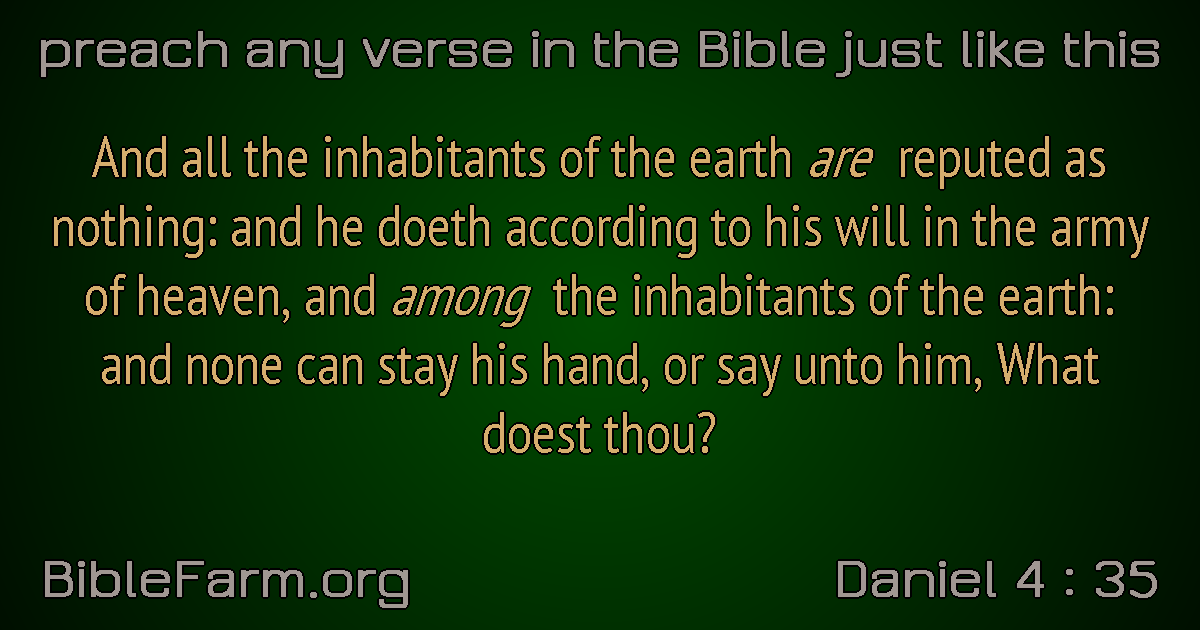 preach any verse in the Bible just like this
And all the inhabitants of the earth are reputed as
nothing: and he doeth according to his will in the army
of heaven, and among the inhabitants of the earth:
and none can stay his hand, or say unto him, What
doest thou?
BibleFarm.org
Daniel 4 : 35